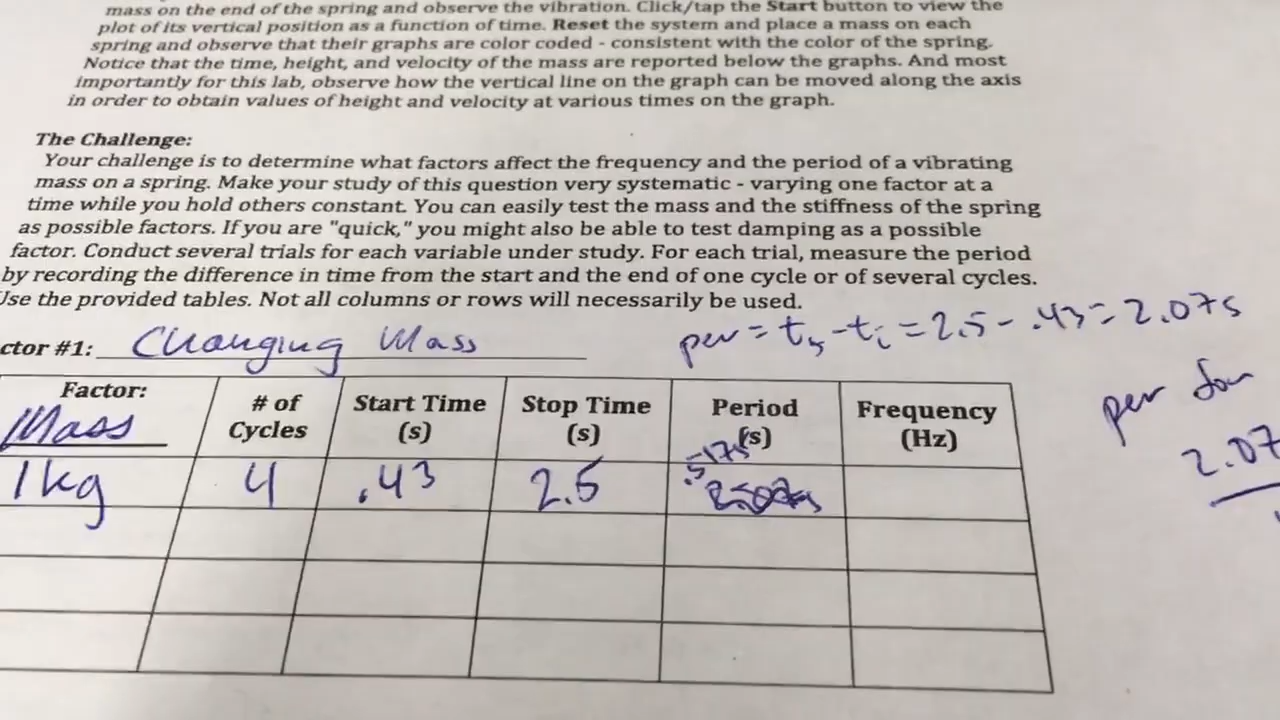 mass on the end of the spring and observe the vibration. Click/tap the Start button to view the
plot of its vertical position as a function of time. Reset the system and place a mass on each
spring and observe that their graphs are color coded - consistent with the color of the spring.
Notice that the time, height, and velocity of the mass are reported below the graphs. And most
importantly for this lab, observe how the vertical line on the graph can be moved along the axis
in order to obtain values of height and velocity at various times on the graph.
The Challenge:
Your challenge is to determine what factors affect the frequency and the period of a vibrating
mass on a spring. Make your study of this question very systematic - varying one factor at a
time while you hold others constant. You can easily test the mass and the stiffness of the spring
as possible factors. If you are "quick," you might also be able to test damping as a possible
factor. Conduct several trials for each variable under study. For each trial, measure the period
by recording the difference in time from the start and the end of one cycle or of several cycles.
Use the provided tables. Not all columns or rows will necessarily be used.
per = t -ti = 2.5 - .43 = 2.07s
ctor #1: Changing Mass
per for
2.07
Factor: Mass # of Cycles Start Time (s) Stop Time (s) Period (s) Frequency (Hz)
1kg 4 .43 2.5 .5175